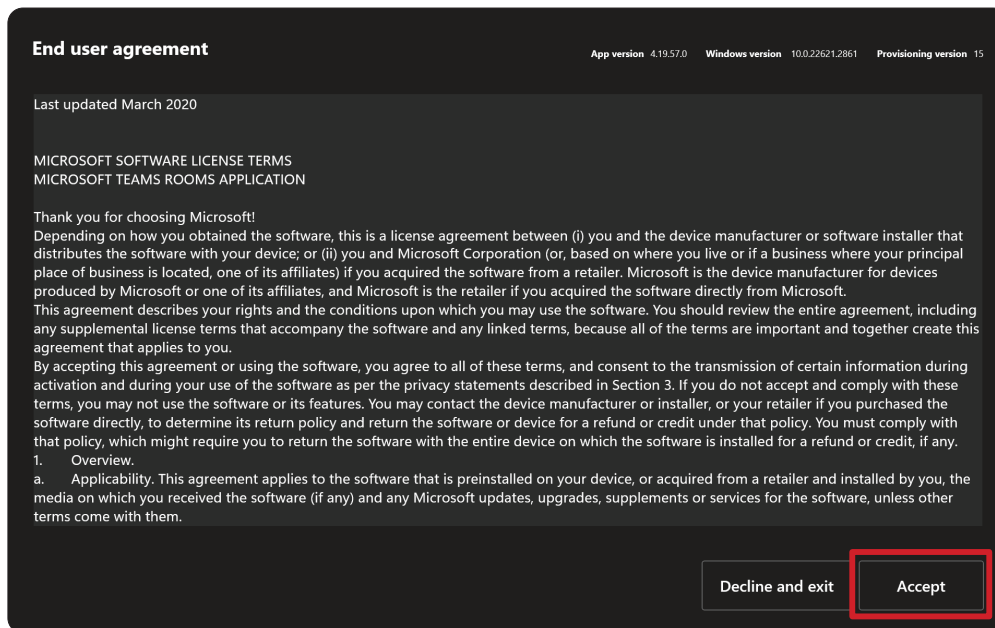 End user agreement
App version 4.19.57.0 Windows version 10.0.22621.2861 Provisioning version 15
Last updated March 2020
MICROSOFT SOFTWARE LICENSE TERMS
MICROSOFT TEAMS ROOMS APPLICATION
Thank you for choosing Microsoft!
Depending on how you obtained the software, this is a license agreement between (i) you and the device manufacturer or software installer that
distributes the software with your device; or (ii) you and Microsoft Corporation (or, based on where you live or if a business where your principal
place of business is located, one of its affiliates) if you acquired the software from a retailer. Microsoft is the device manufacturer for devices
produced by Microsoft or one of its affiliates, and Microsoft is the retailer if you acquired the software directly from Microsoft.
This agreement describes your rights and the conditions upon which you may use the software. You should review the entire agreement, including
any supplemental license terms that accompany the software and any linked terms, because all of the terms are important and together create this
agreement that applies to you.
By accepting this agreement or using the software, you agree to all of these terms, and consent to the transmission of certain information during
activation and during your use of the software as per the privacy statements described in Section 3. If you do not accept and comply with these
terms, you may not use the software or its features. You may contact the device manufacturer or installer, or your retailer if you purchased the
software directly, to determine its return policy and return the software or device for a refund or credit under that policy. You must comply with
that policy, which might require you to return the software with the entire device on which the software is installed for a refund or credit, if any.
1. Overview.
a. Applicability. This agreement applies to the software that is preinstalled on your device, or acquired from a retailer and installed by you, the
media on which you received the software (if any) and any Microsoft updates, upgrades, supplements or services for the software, unless other
terms come with them.
Decline and exit Accept